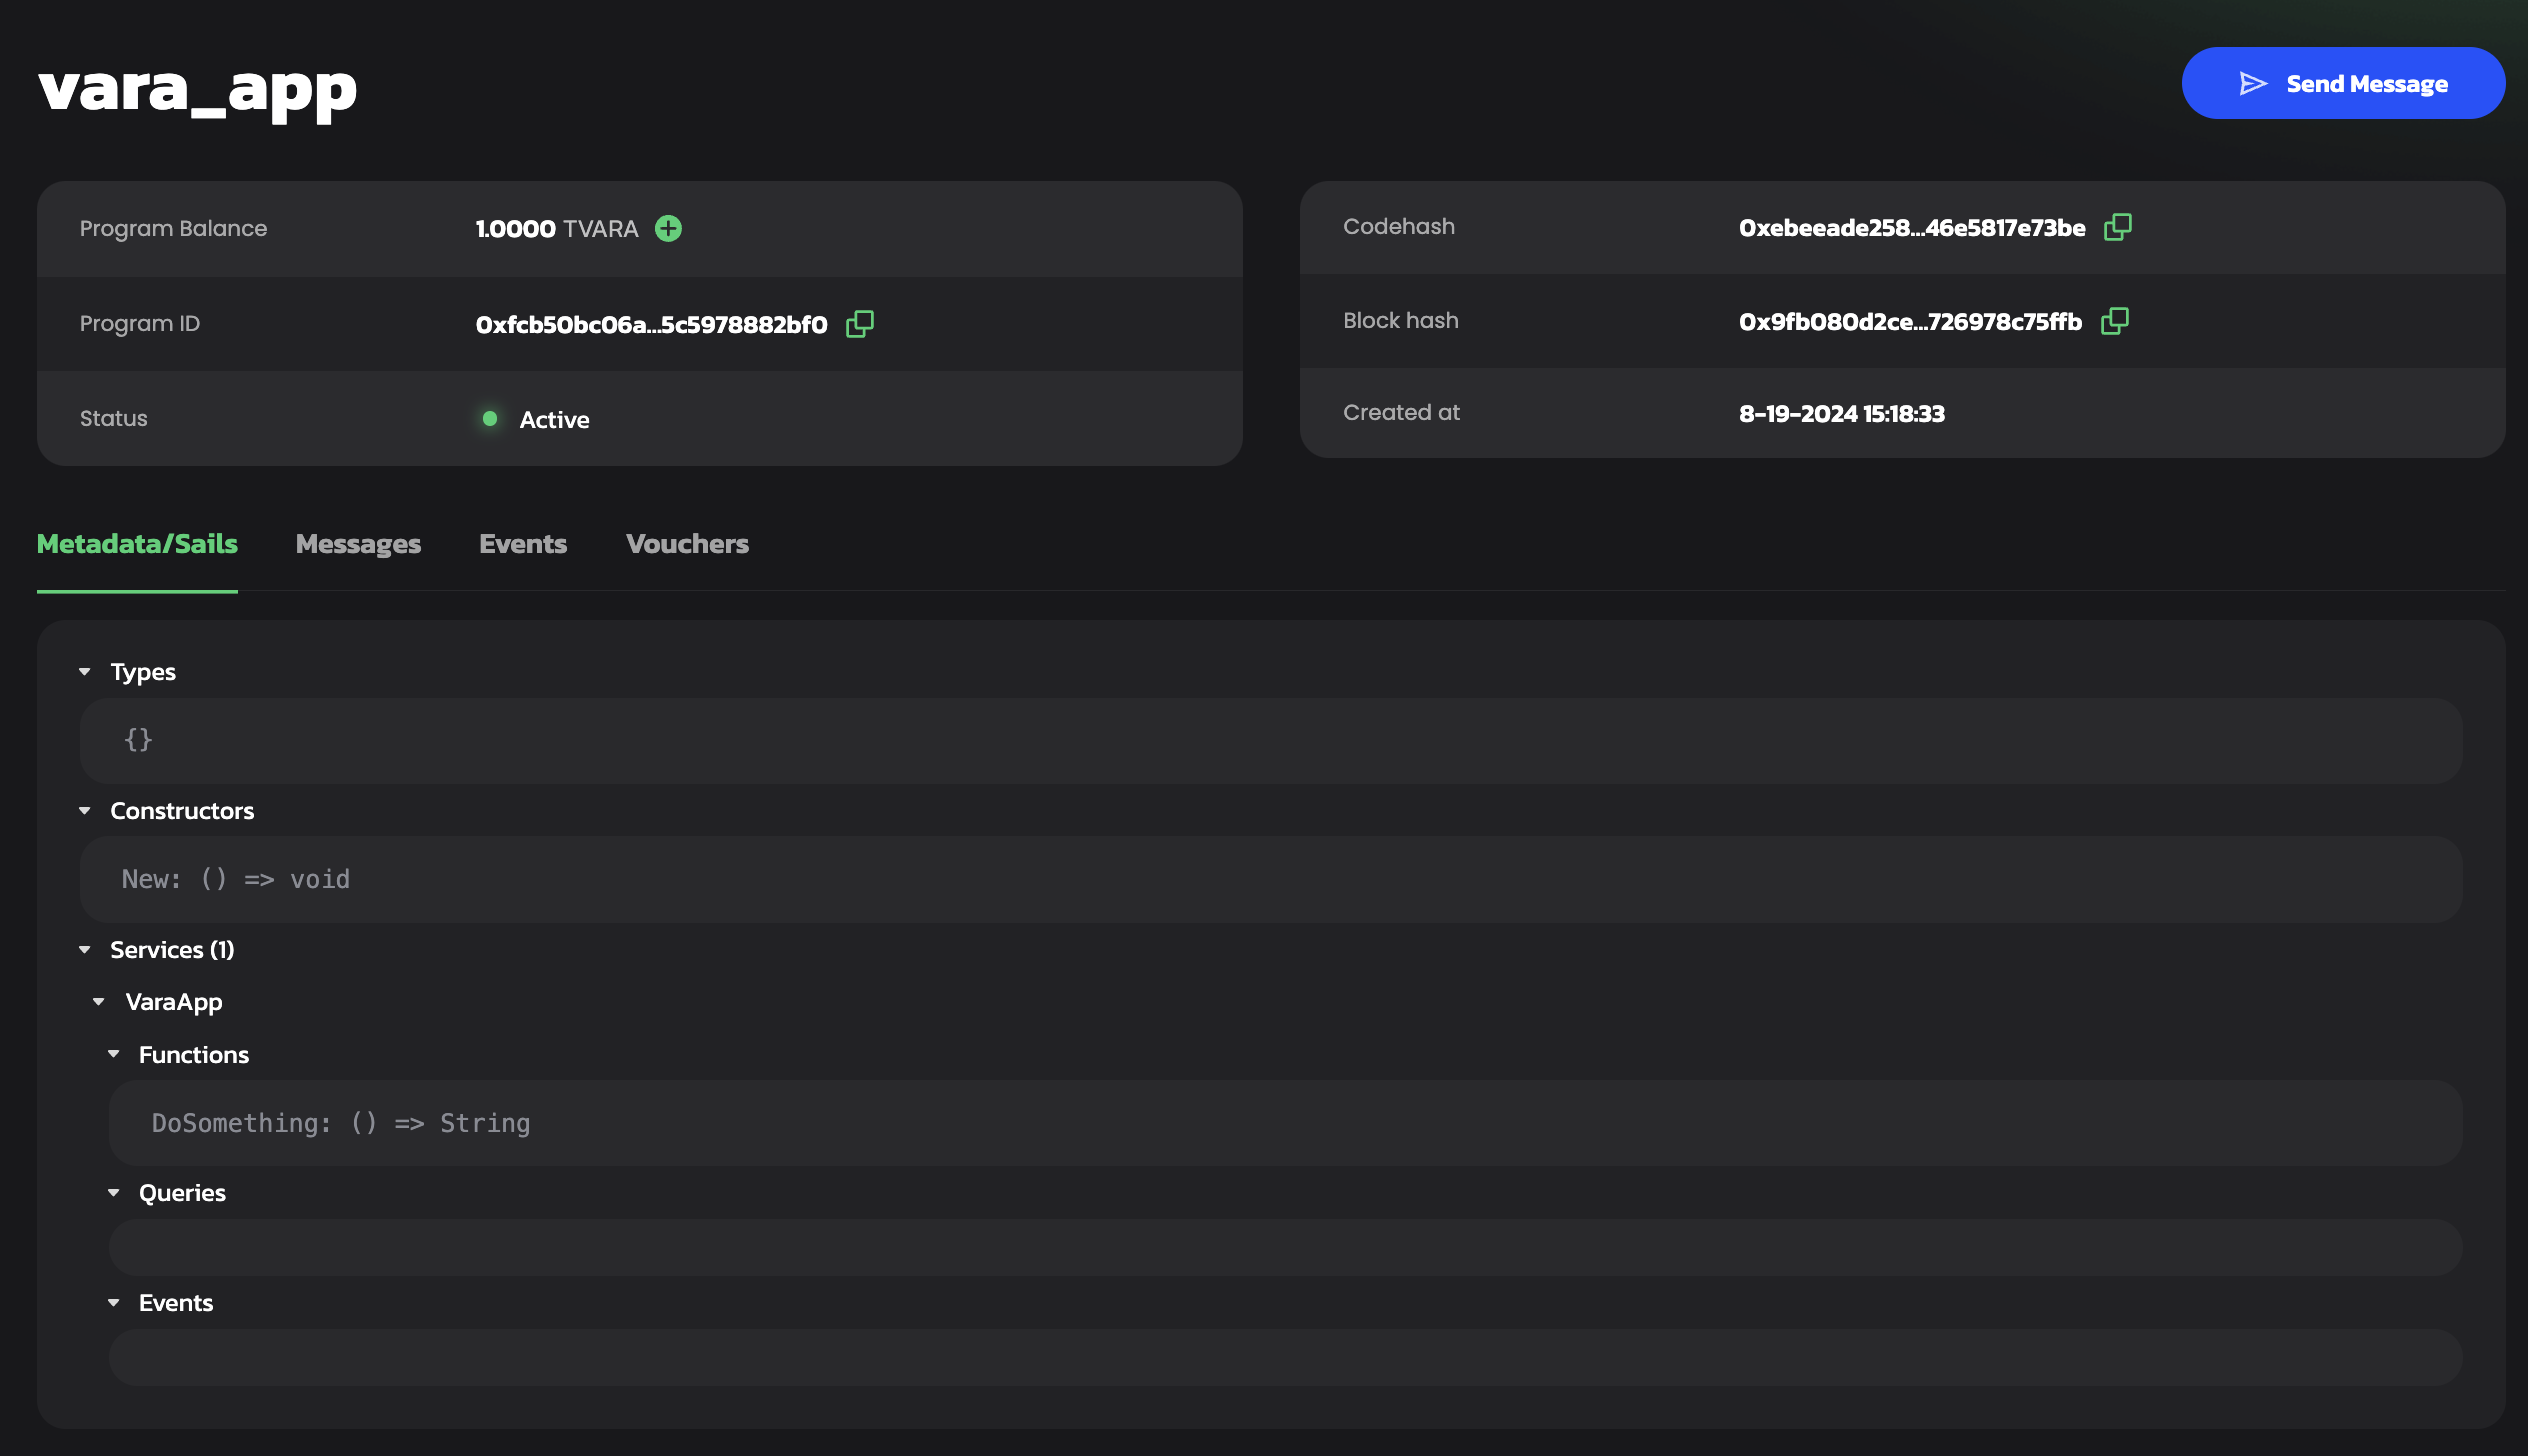 vara_app
Send Message
Program Balance 1.0000 TVARA
Program ID 0xfcb50bc06a...5c5978882bf0
Status Active
Codehash 0xebeeade258...46e5817e73be
Block hash 0x9fb080d2ce...726978c75ffb
Created at 8-19-2024 15:18:33
Metadata/Sails Messages Events Vouchers
Types
{}
Constructors
New: () => void
Services (1)
VaraApp
Functions
DoSomething: () => String
Queries
Events